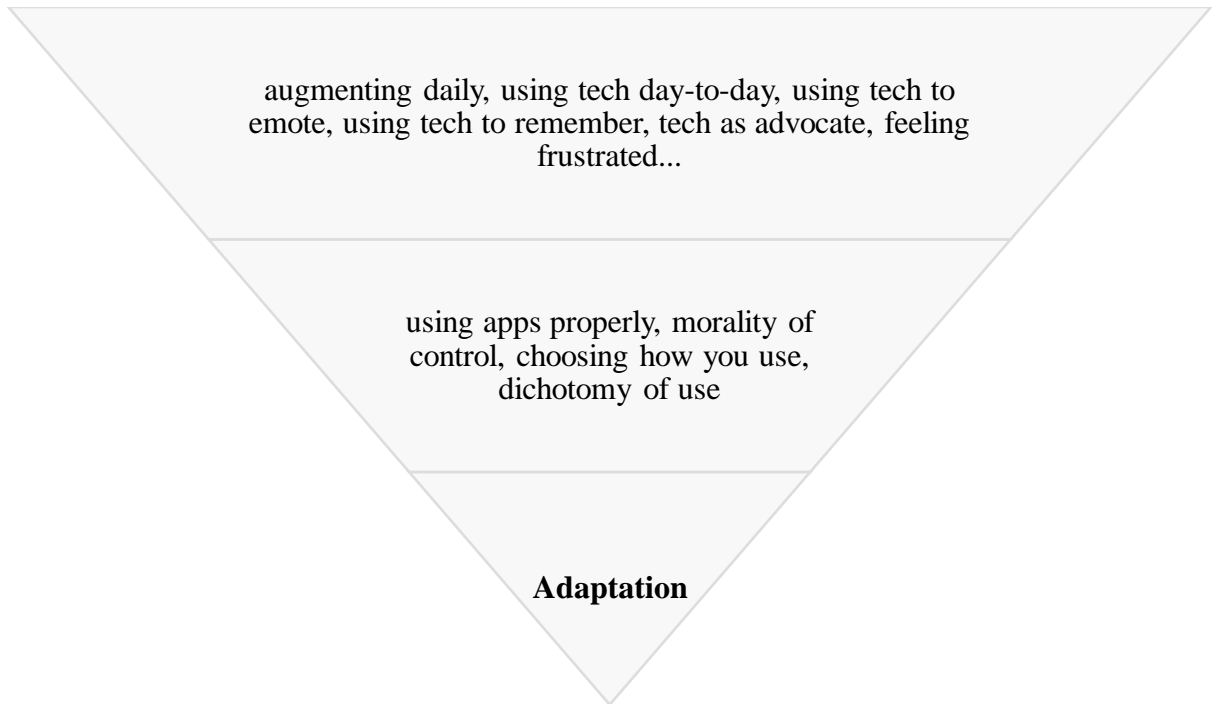 augmenting daily, using tech day-to-day, using tech to
emote, using tech to remember, tech as advocate, feeling
frustrated...
using apps properly, morality of
control, choosing how you use,
dichotomy of use
Adaptation